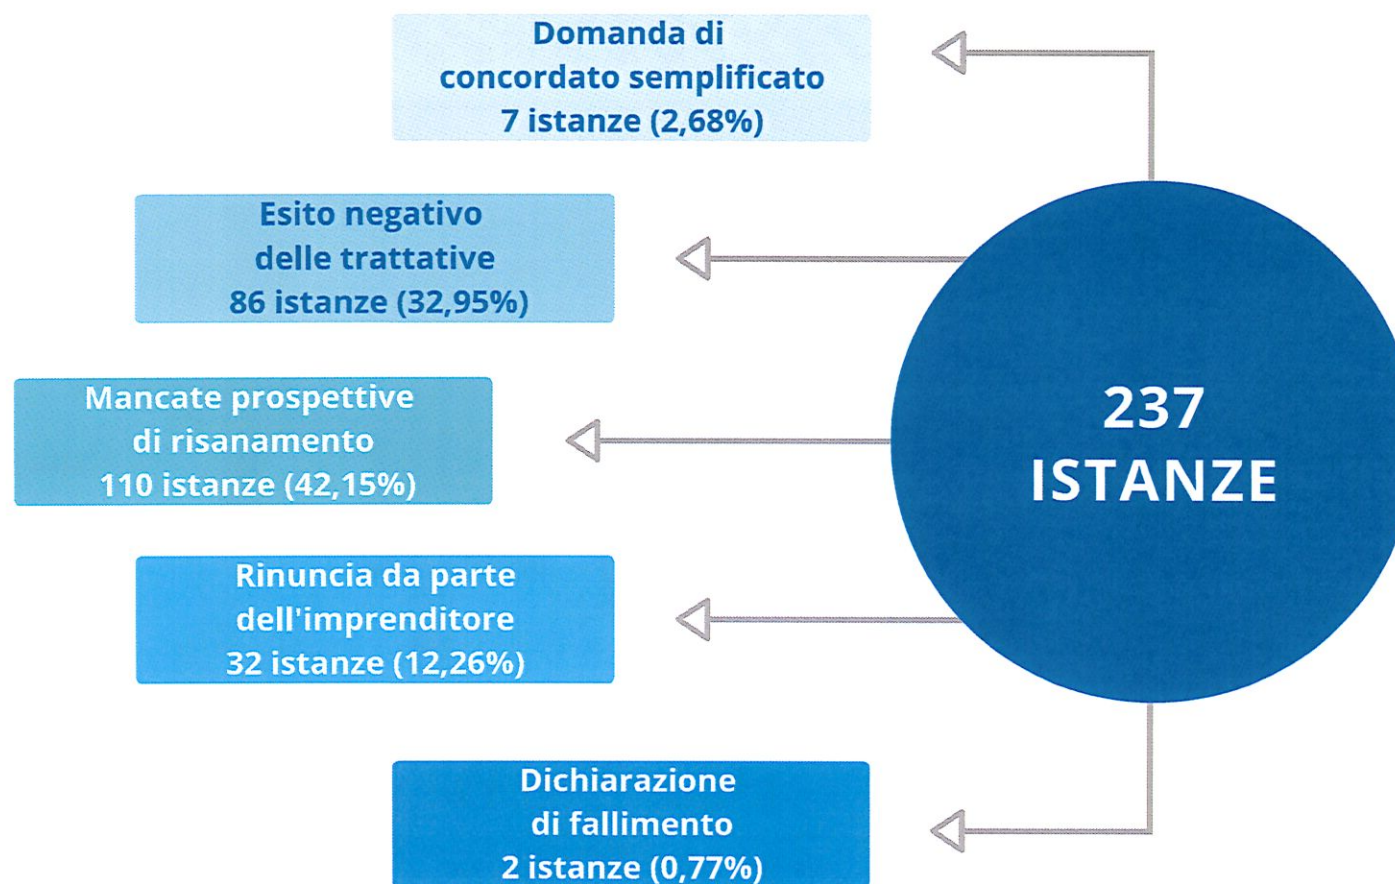 Domanda di
concordato semplificato
7 istanze (2,68%)
Esito negativo
delle trattative
86 istanze (32,95%)
Mancate prospettive
di risanamento
110 istanze (42,15%)
Rinuncia da parte
dell'imprenditore
32 istanze (12,26%)
Dichiarazione
di fallimento
2 istanze (0,77%)
237
ISTANZE